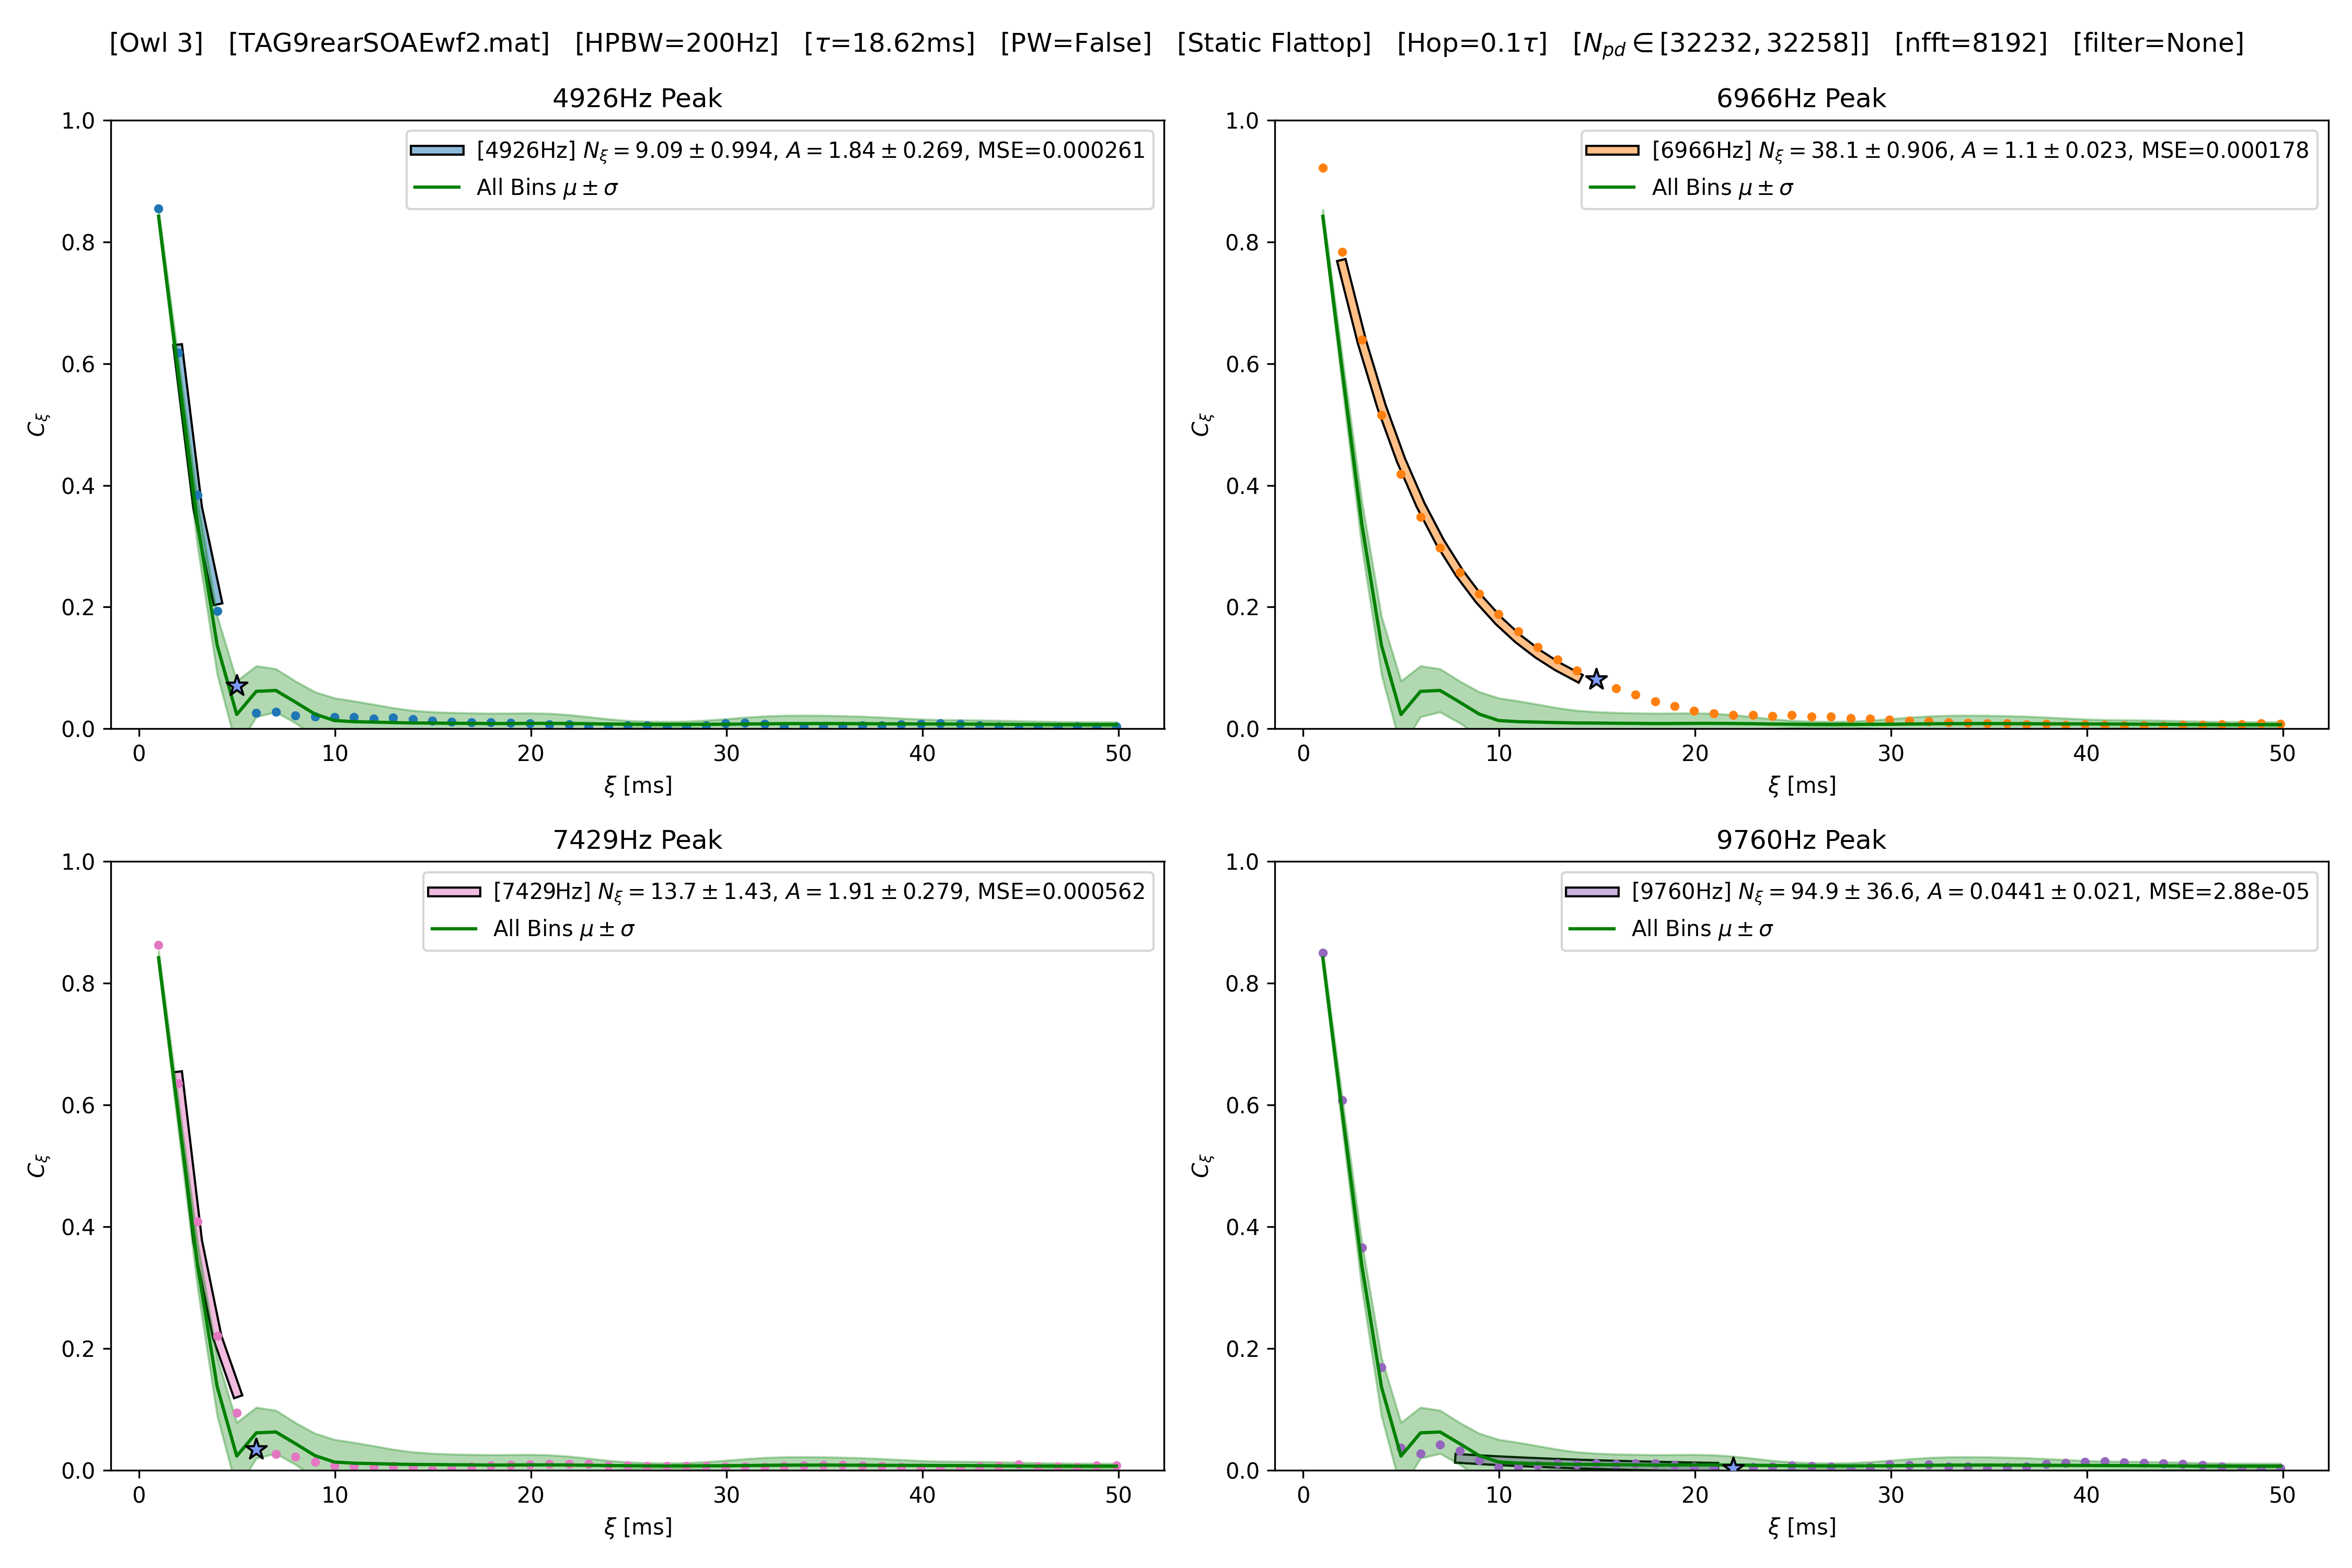 [Owl 3] [TAG9rearSOAEwf2.mat] [HPBW=200Hz] [τ=18.62ms] [PW=False] [Static Flattop] [Hop=0.1τ] [N_pd ∈ [32232, 32258]] [nfft=8192] [filter=None]
4926Hz Peak
[4926Hz] N_ξ = 9.09 ± 0.994, A = 1.84 ± 0.269, MSE=0.000261
All Bins μ ± σ
1.0
0.8
0.6
0.4
0.2
0.0
C_ξ
0 10 20 30 40 50
ξ [ms]
6966Hz Peak
[6966Hz] N_ξ = 38.1 ± 0.906, A = 1.1 ± 0.023, MSE=0.000178
All Bins μ ± σ
1.0
0.8
0.6
0.4
0.2
0.0
C_ξ
0 10 20 30 40 50
ξ [ms]
7429Hz Peak
[7429Hz] N_ξ = 13.7 ± 1.43, A = 1.91 ± 0.279, MSE=0.000562
All Bins μ ± σ
1.0
0.8
0.6
0.4
0.2
0.0
C_ξ
0 10 20 30 40 50
ξ [ms]
9760Hz Peak
[9760Hz] N_ξ = 94.9 ± 36.6, A = 0.0441 ± 0.021, MSE=2.88e-05
All Bins μ ± σ
1.0
0.8
0.6
0.4
0.2
0.0
C_ξ
0 10 20 30 40 50
ξ [ms]